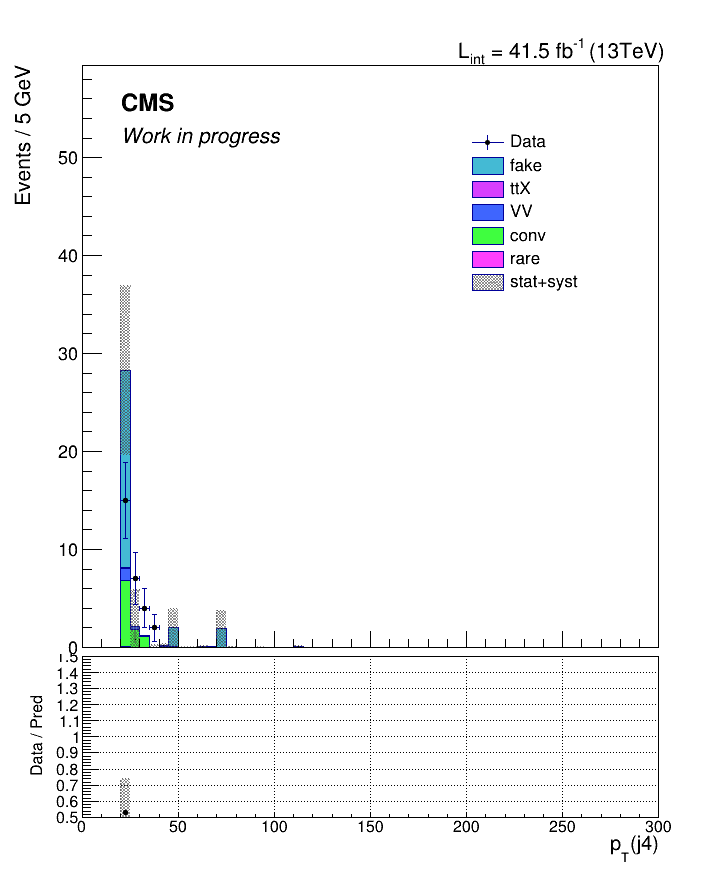 L_int = 41.5 fb^-1 (13TeV)
Events / 5 GeV
CMS
Work in progress
Data
fake
ttX
VV
conv
rare
stat+syst
50
40
30
20
10
0
Data / Pred
1.5
1.4
1.3
1.2
1.1
1
0.9
0.8
0.7
0.6
0.5
0 50 100 150 200 250 300
p_T(j4)